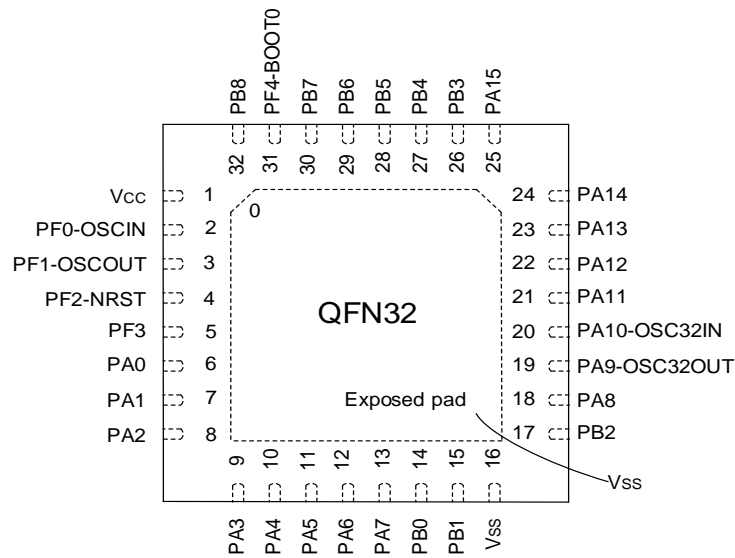 PB8 PF4-BOOT0 PB7 PB6 PB5 PB4 PB3 PA15
32 31 30 29 28 27 26 25
Vcc 1 24 PA14
0
PF0-OSCIN 2 23 PA13
PF1-OSCOUT 3 22 PA12
PF2-NRST 4 21 PA11
QFN32
PF3 5 20 PA10-OSC32IN
PA0 6 19 PA9-OSC32OUT
PA1 7 Exposed pad 18 PA8
PA2 8 17 PB2
9 10 11 12 13 14 15 16
Vss
PA3 PA4 PA5 PA6 PA7 PB0 PB1 Vss